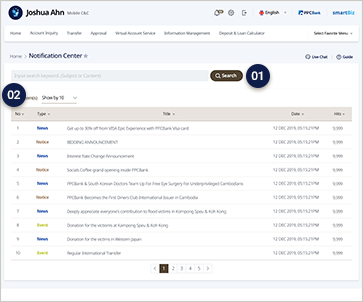 Joshua Ahn Mobile C&C
English
PPCBank
smartBiz
Home Account Inquiry Transfer Approval Virtual Account Service Information Management Deposit & Loan Calculator Select Favorite Menu
Home > Notification Center
Live Chat Guide
Input search keyword, (Subject or Content)
Search
01
02
Show by 10
No Type Title Date Hits
1 News Get up to 30% off from VISA Epic Experience with PPCBank Visa card! 12 DEC 2019, 05:15:21PM 9,999
2 Notice BIDDING ANNOUNCEMENT 12 DEC 2019, 05:15:21PM 9,999
3 News Interest Rate Change Announcement 12 DEC 2019, 05:15:21PM 9,999
4 Notice Socials Coffee grand opening inside PPCBank 12 DEC 2019, 05:15:21PM 9,999
5 News PPCBank & South Korean Doctors Team Up For Free Eye Surgery For Underprivileged Cambodians 12 DEC 2019, 05:15:21PM 9,999
6 Notice PPCBank Becomes the First Diners Club International Issuer in Cambodia 12 DEC 2019, 05:15:21PM 9,999
7 News Deeply appreciate everyone's contribution to flood victims in Kampong Speu & Koh Kong 12 DEC 2019, 05:15:21PM 9,999
8 Event Donation for the victims at Kampong Speu & Koh Kong 12 DEC 2019, 05:15:21PM 9,999
9 News Donation for the victims in Western Japan 12 DEC 2019, 05:15:21PM 9,999
10 Event Regular International Transfer 12 DEC 2019, 05:15:21PM 9,999
1 2 3 4 5